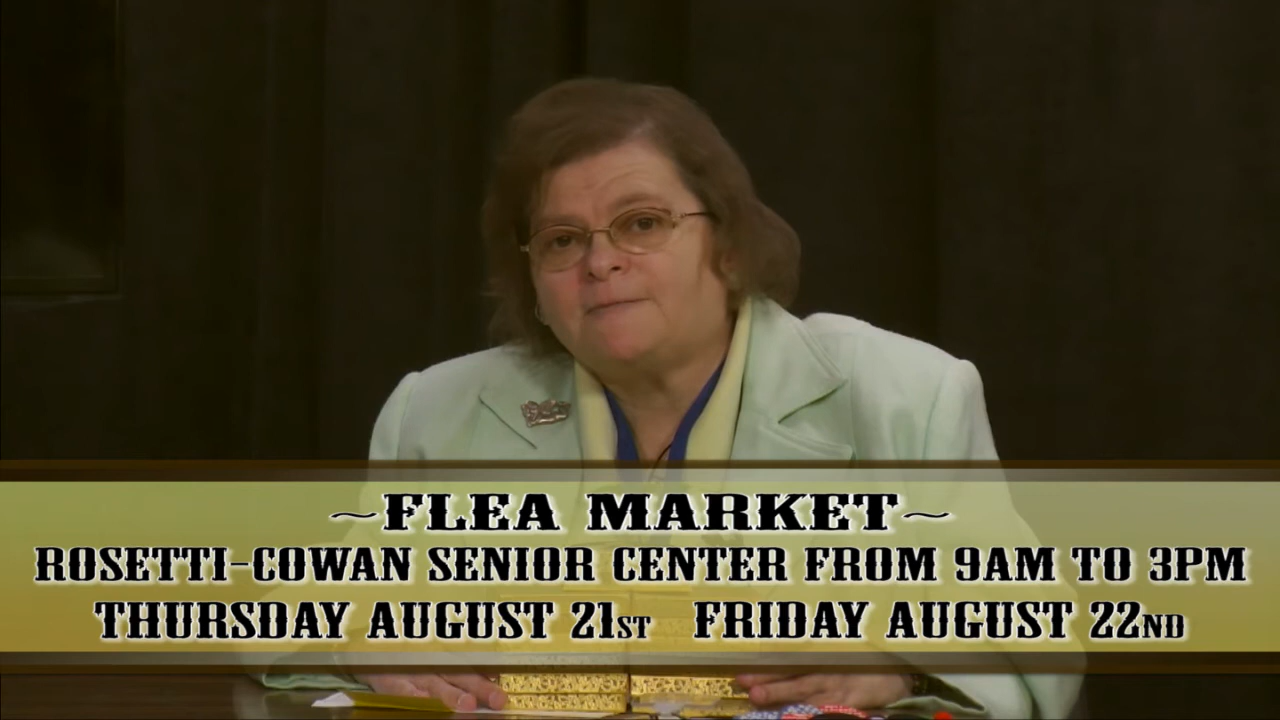 ~FLEA MARKET~
ROSETTI-COWAN SENIOR CENTER FROM 9AM TO 3PM
THURSDAY AUGUST 21ST FRIDAY AUGUST 22ND